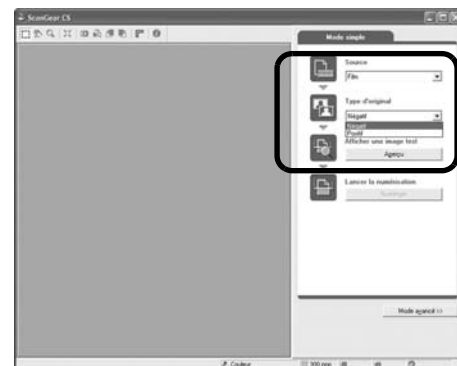 ScanGear CS
Mode simple
Source
Film
Type d'original
Négatif
Négatif
Positif
Afficher une image test
Aperçu
Lancer la numérisation
Mode avancé >>
Couleur
300 ppp